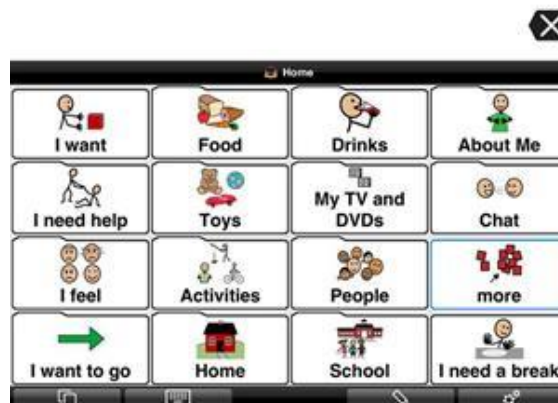 Home
I want
Food
Drinks
About Me
I need help
Toys
My TV and
DVDs
Chat
I feel
Activities
People
more
I want to go
Home
School
I need a break